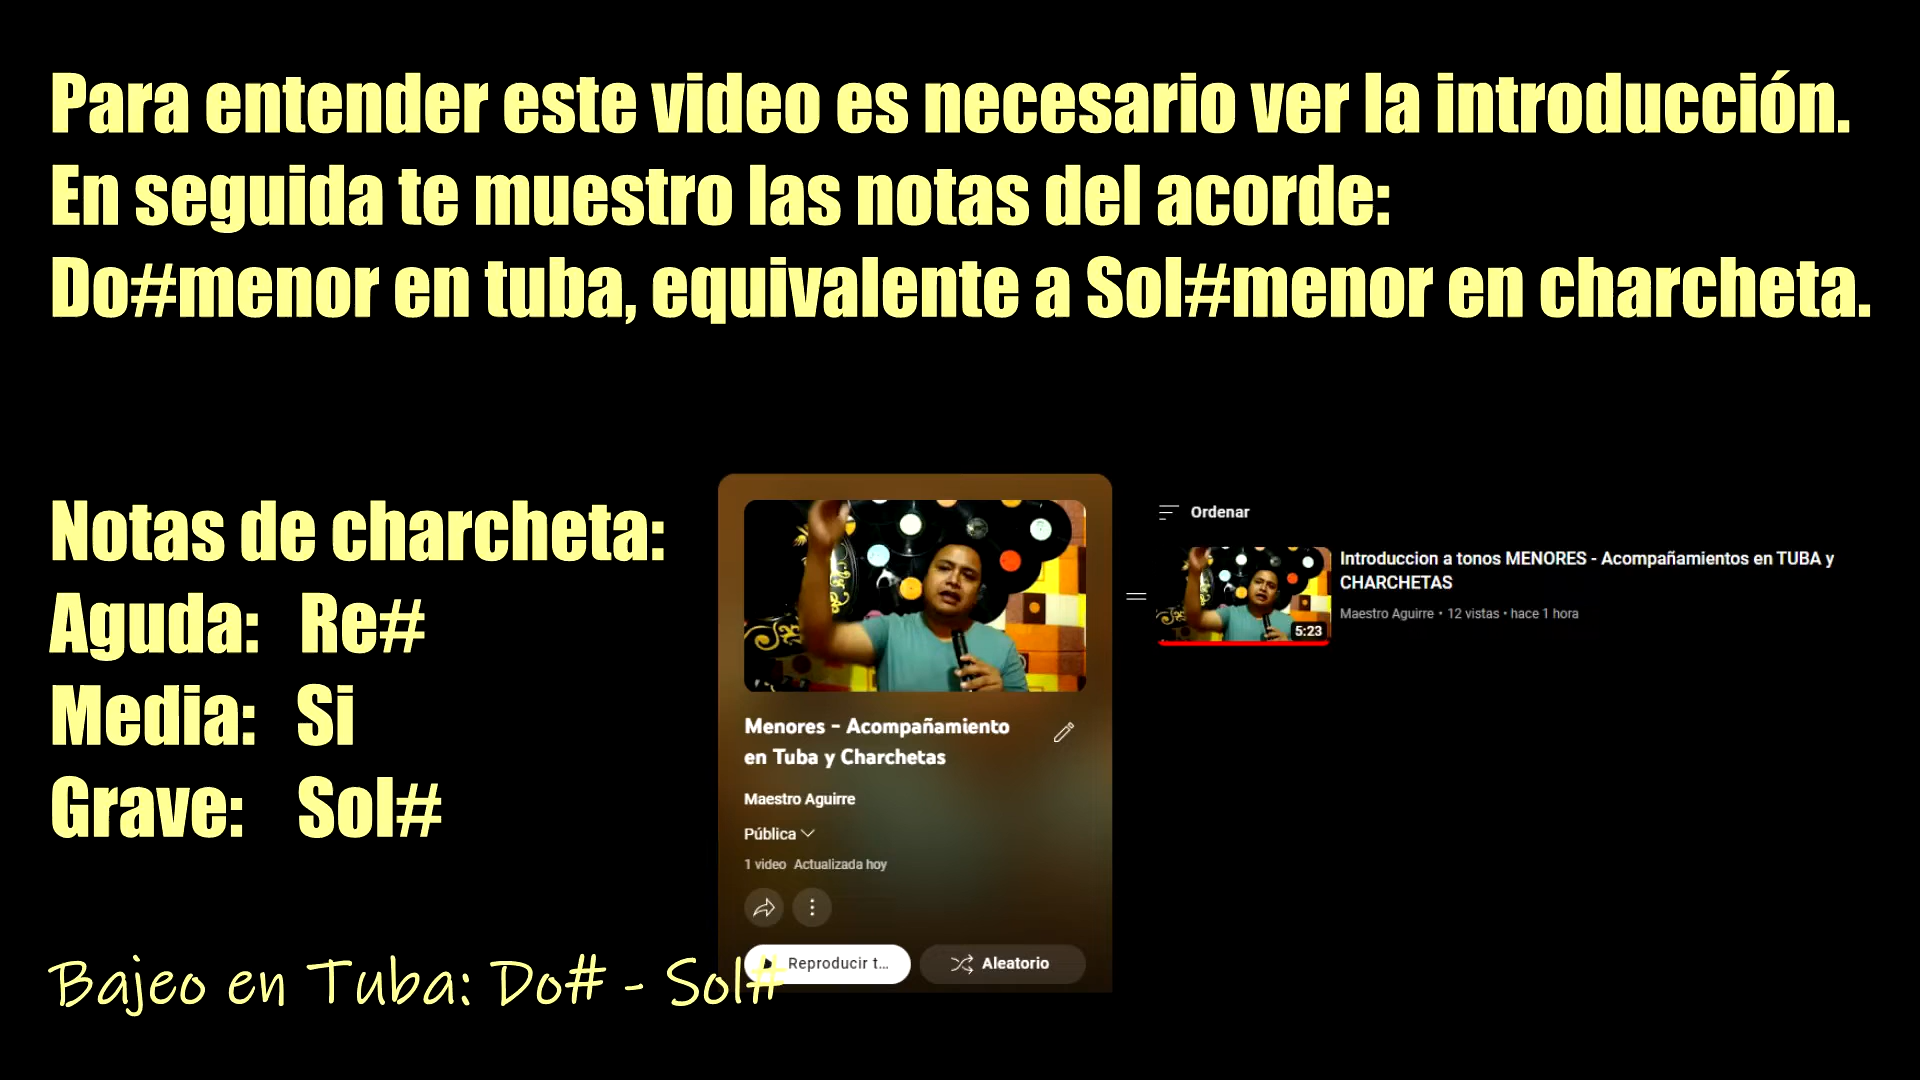 Para entender este video es necesario ver la introducción.
En seguida te muestro las notas del acorde:
Do#menor en tuba, equivalente a Sol#menor en charcheta.
Notas de charcheta:
Aguda: Re#
Media: Si
Grave: Sol#
Bajeo en Tuba: Do# - Sol#
Menores - Acompañamiento
en Tuba y Charchetas
Maestro Aguirre
Pública
1 video Actualizada hoy
Reproducir t...
Aleatorio
Ordenar
Introduccion a tonos MENORES - Acompañamientos en TUBA y
CHARCHETAS
Maestro Aguirre • 12 vistas • hace 1 hora
5:23